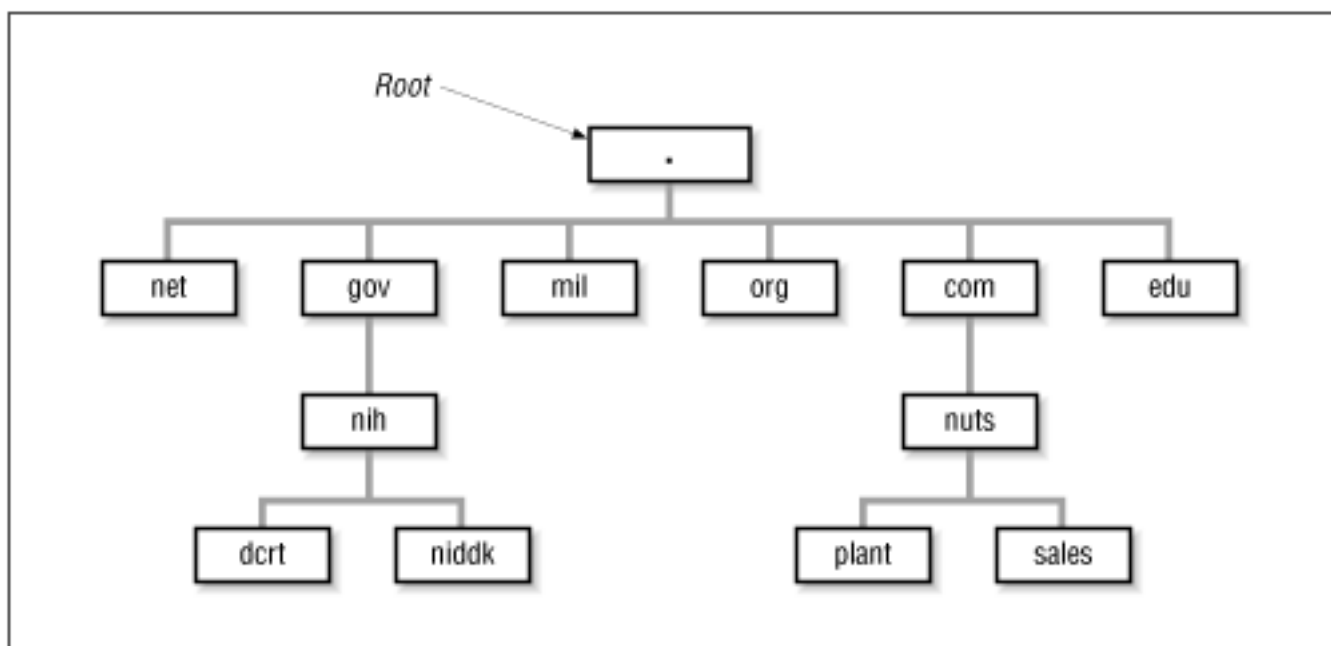 Root
.
net gov mil org com edu
nih nuts
dcrt niddk plant sales